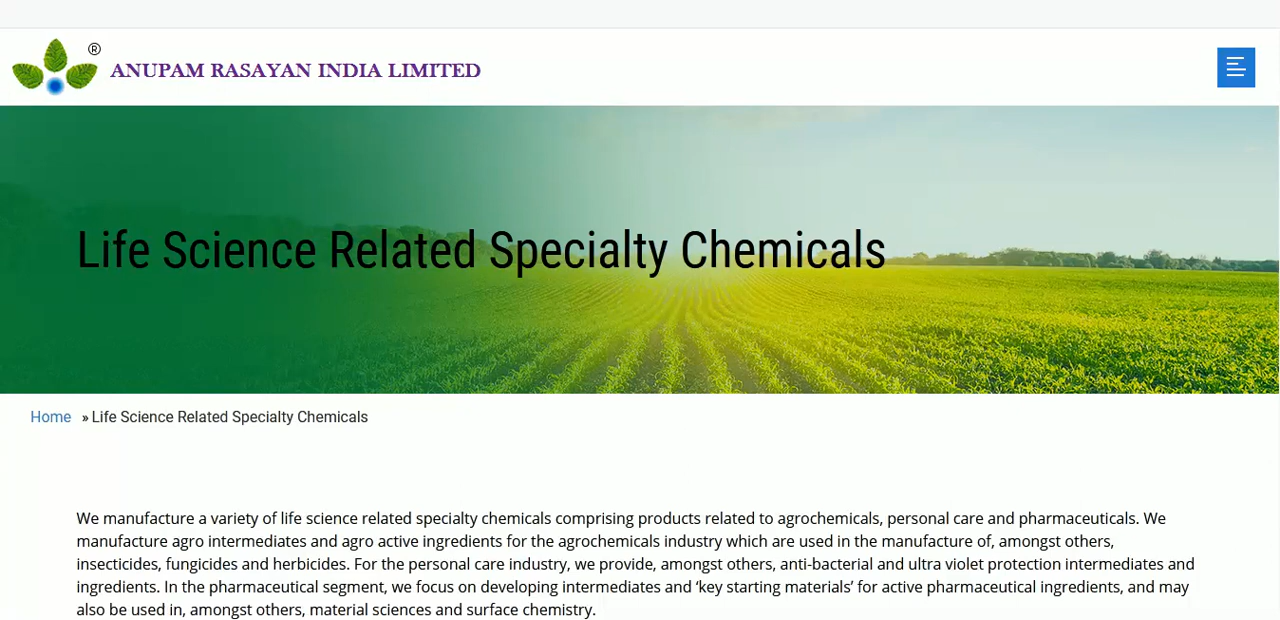 ®
ANUPAM RASAYAN INDIA LIMITED
Life Science Related Specialty Chemicals
Home » Life Science Related Specialty Chemicals
We manufacture a variety of life science related specialty chemicals comprising products related to agrochemicals, personal care and pharmaceuticals. We
manufacture agro intermediates and agro active ingredients for the agrochemicals industry which are used in the manufacture of, amongst others,
insecticides, fungicides and herbicides. For the personal care industry, we provide, amongst others, anti-bacterial and ultra violet protection intermediates and
ingredients. In the pharmaceutical segment, we focus on developing intermediates and ‘key starting materials’ for active pharmaceutical ingredients, and may
also be used in, amongst others, material sciences and surface chemistry.